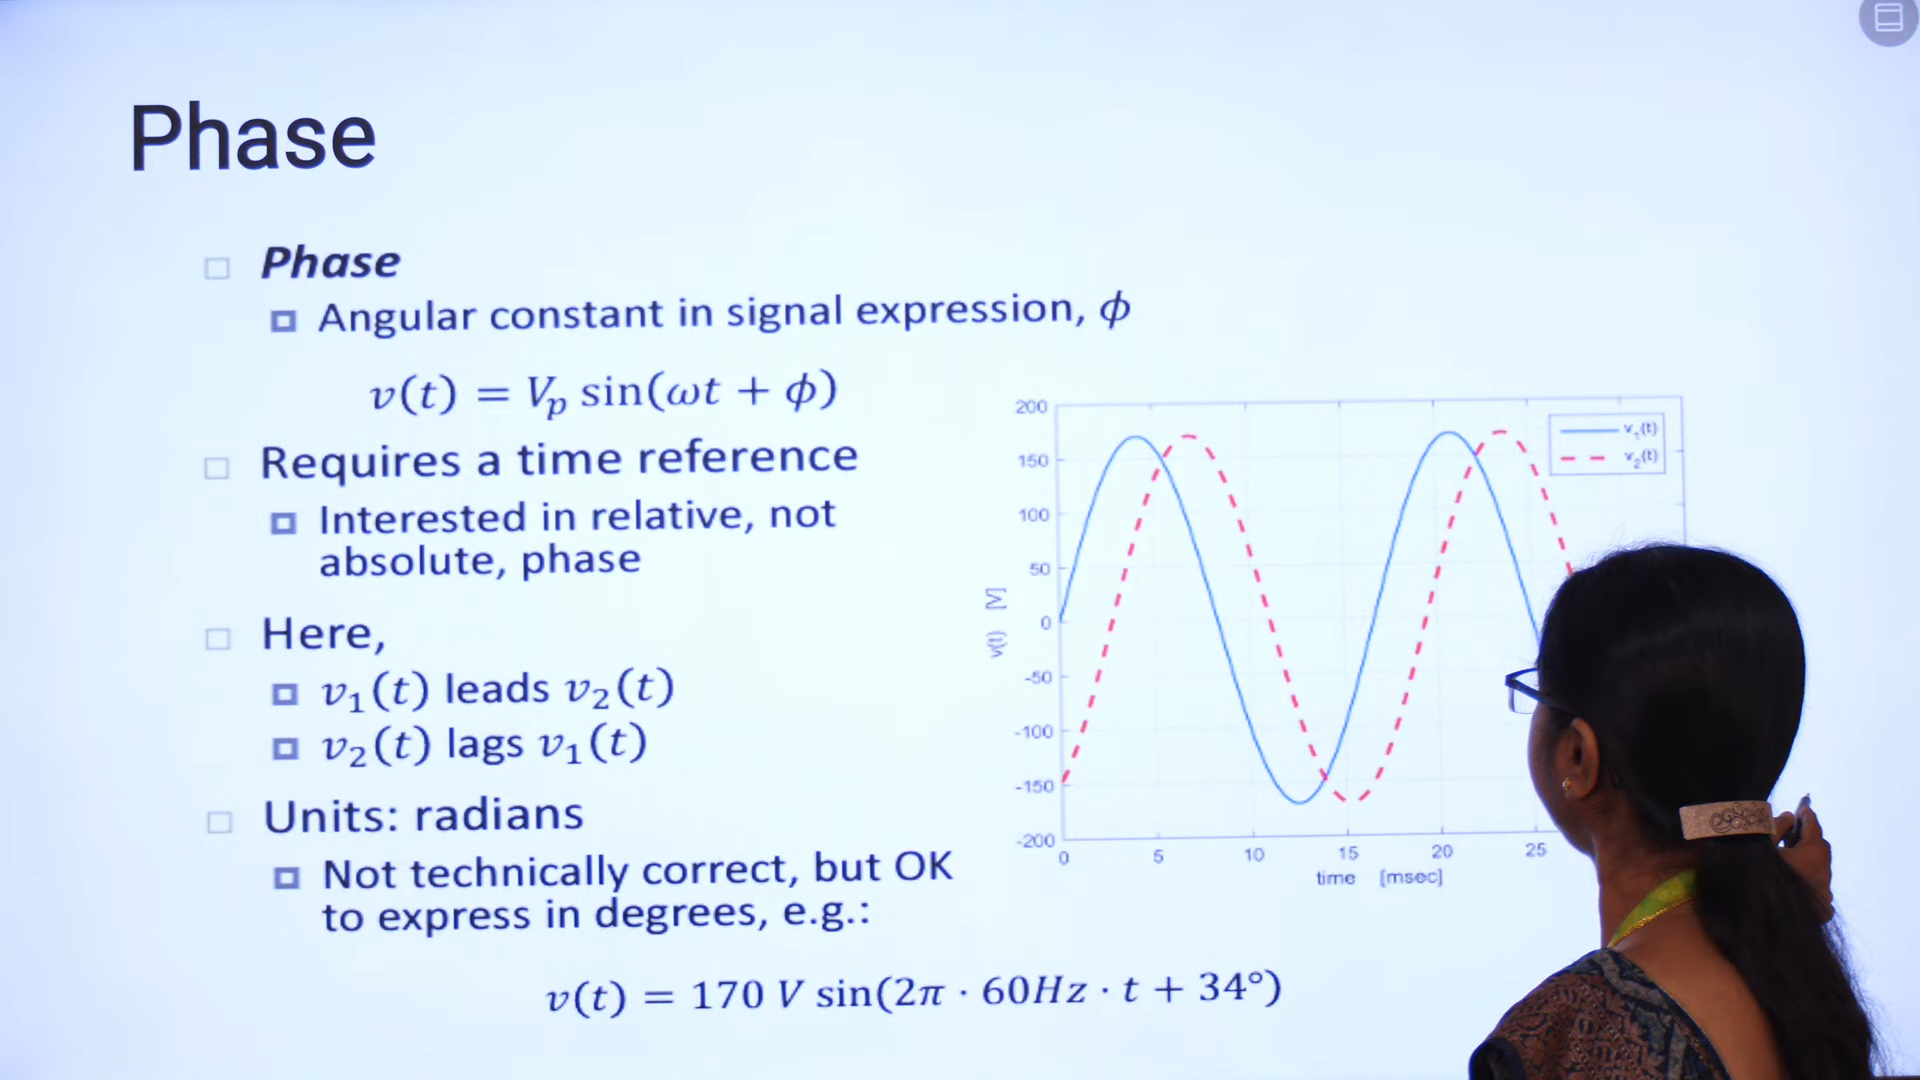 Phase
Phase
Angular constant in signal expression, ϕ
v(t) = Vₚ sin(ωt + ϕ)
Requires a time reference
Interested in relative, not
absolute, phase
Here,
v₁(t) leads v₂(t)
v₂(t) lags v₁(t)
Units: radians
Not technically correct, but OK
to express in degrees, e.g.:
v(t) = 170 V sin(2π · 60Hz · t + 34°)
v₁(t)
v₂(t)
200
150
100
50
0
-50
-100
-150
-200
v(t) [V]
0 5 10 15 20 25
time [msec]